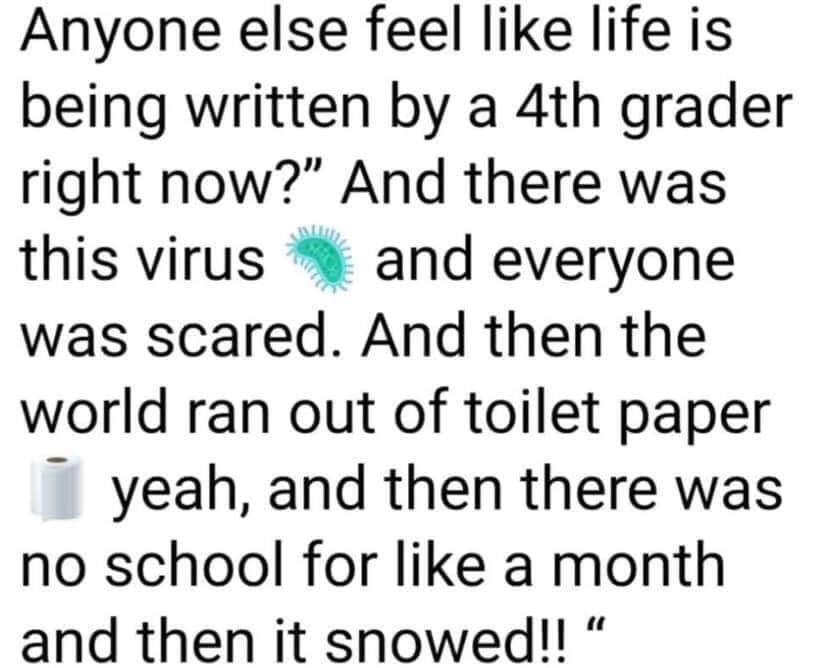 Anyone else feel like life is
being written by a 4th grader
right now?” And there was
this virus 🦠 and everyone
was scared. And then the
world ran out of toilet paper
🧻 yeah, and then there was
no school for like a month
and then it snowed!! “